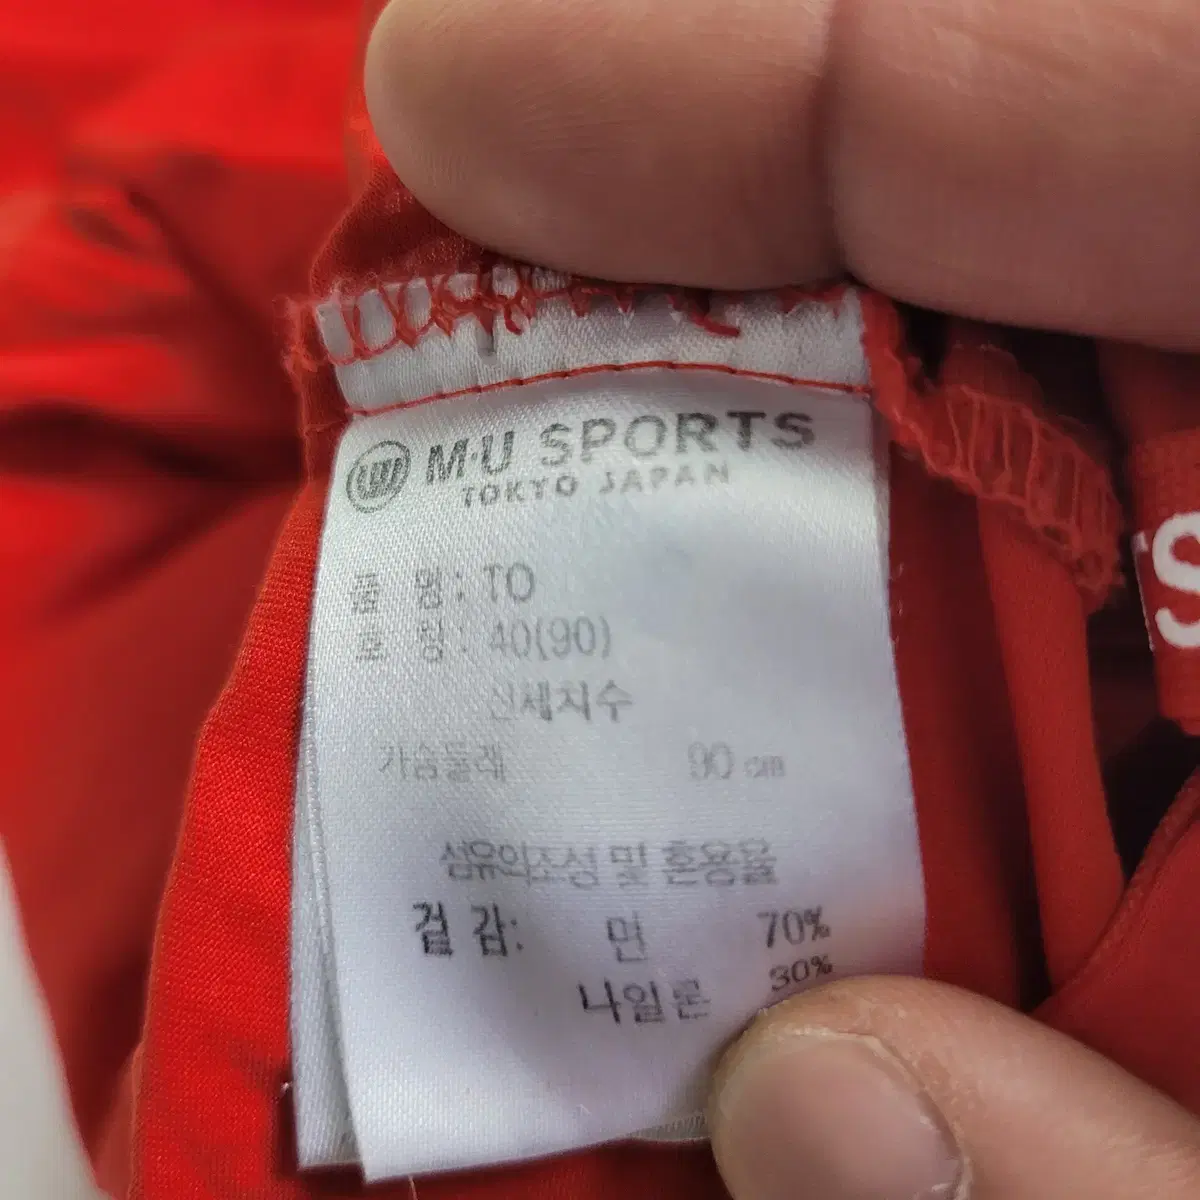 M·U SPORTS
TOKYO JAPAN
품 명: TO
호 칭: 40(90)
신체치수
가슴둘레 90 cm
섬유의조성 및 혼용율
겉 감: 면 70%
나일론 30%
S